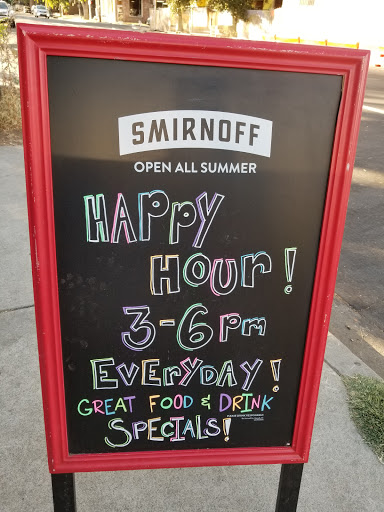 SMIRNOFF
OPEN ALL SUMMER
HAPPY
HOUR!
3-6pm
EVERYDAY!
GREAT FOOD & DRINK
SPECIALS!